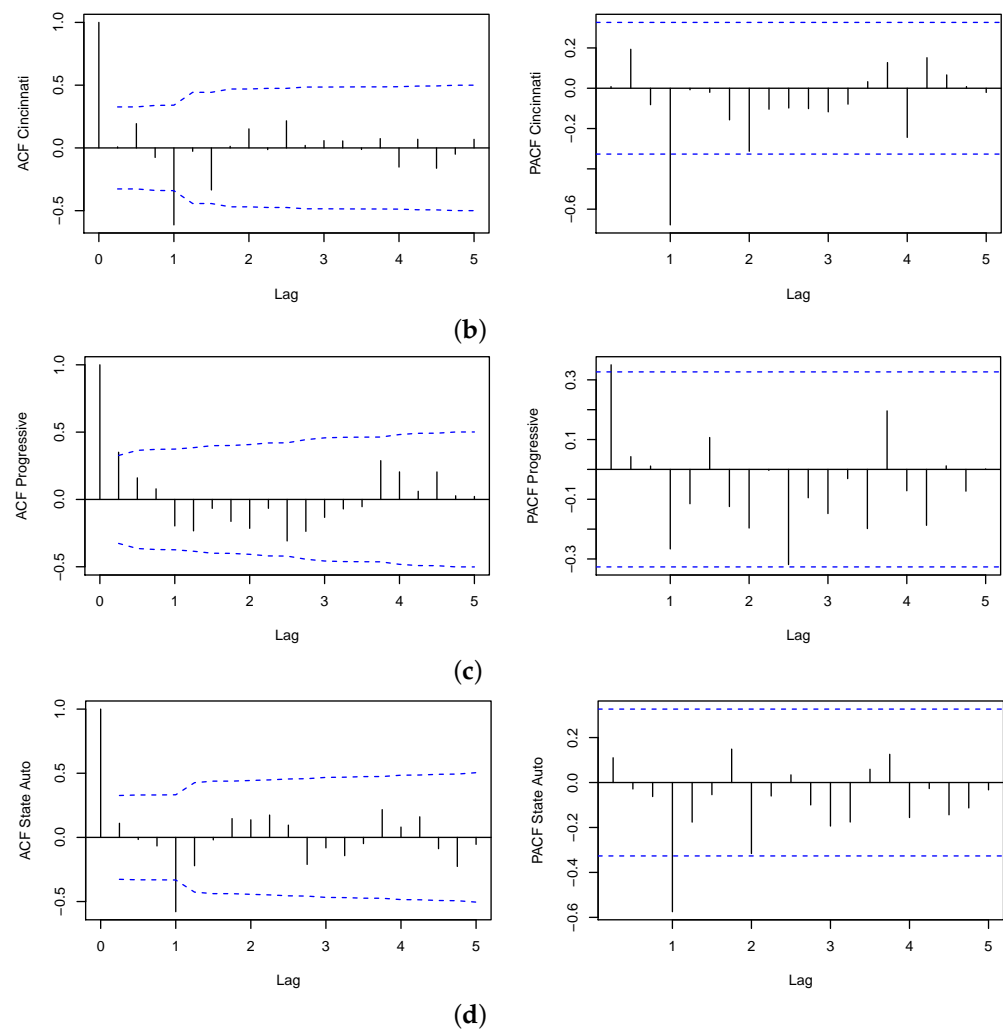 ACF Cincinnati
1.0
0.5
0.0
−0.5
0 1 2 3 4 5
Lag
PACF Cincinnati
0.2
0.0
−0.2
−0.6
1 2 3 4 5
Lag
(b)
ACF Progressive
1.0
0.5
0.0
−0.5
0 1 2 3 4 5
Lag
PACF Progressive
0.3
0.1
−0.1
−0.3
1 2 3 4 5
Lag
(c)
ACF State Auto
1.0
0.5
0.0
−0.5
0 1 2 3 4 5
Lag
PACF State Auto
0.2
0.0
−0.2
−0.6
1 2 3 4 5
Lag
(d)